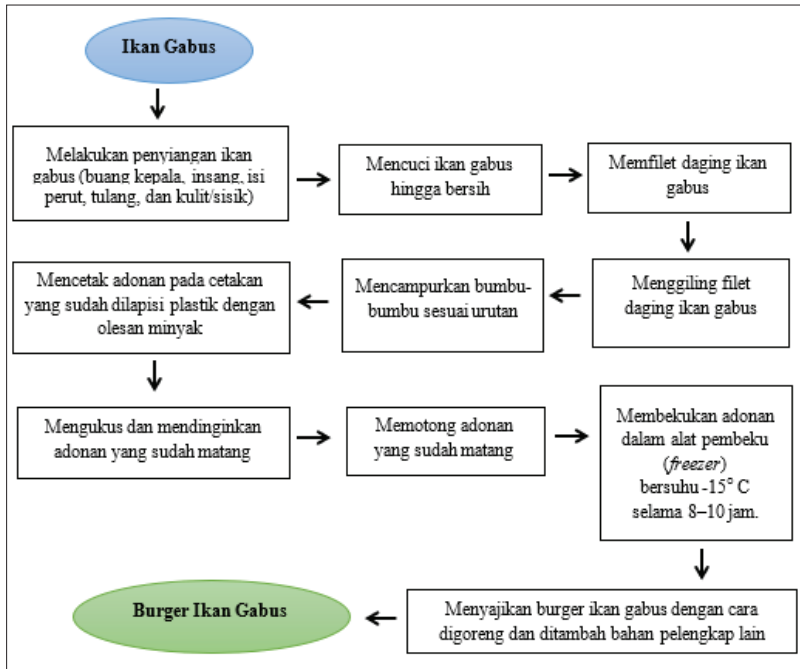 Ikan Gabus
Melakukan penyiangan ikan
gabus (buang kepala, insang, isi
perut, tulang, dan kulit/sisik)
Mencuci ikan gabus
hingga bersih
Memfilet daging ikan
gabus
Menggiling filet
daging ikan gabus
Mencampurkan bumbu-
bumbu sesuai urutan
Mencetak adonan pada cetakan
yang sudah dilapisi plastik dengan
olesan minyak
Mengukus dan mendinginkan
adonan yang sudah matang
Memotong adonan
yang sudah matang
Membekukan adonan
dalam alat pembeku
(freezer)
bersuhu -15° C
selama 8–10 jam.
Menyajikan burger ikan gabus dengan cara
digoreng dan ditambah bahan pelengkap lain
Burger Ikan Gabus